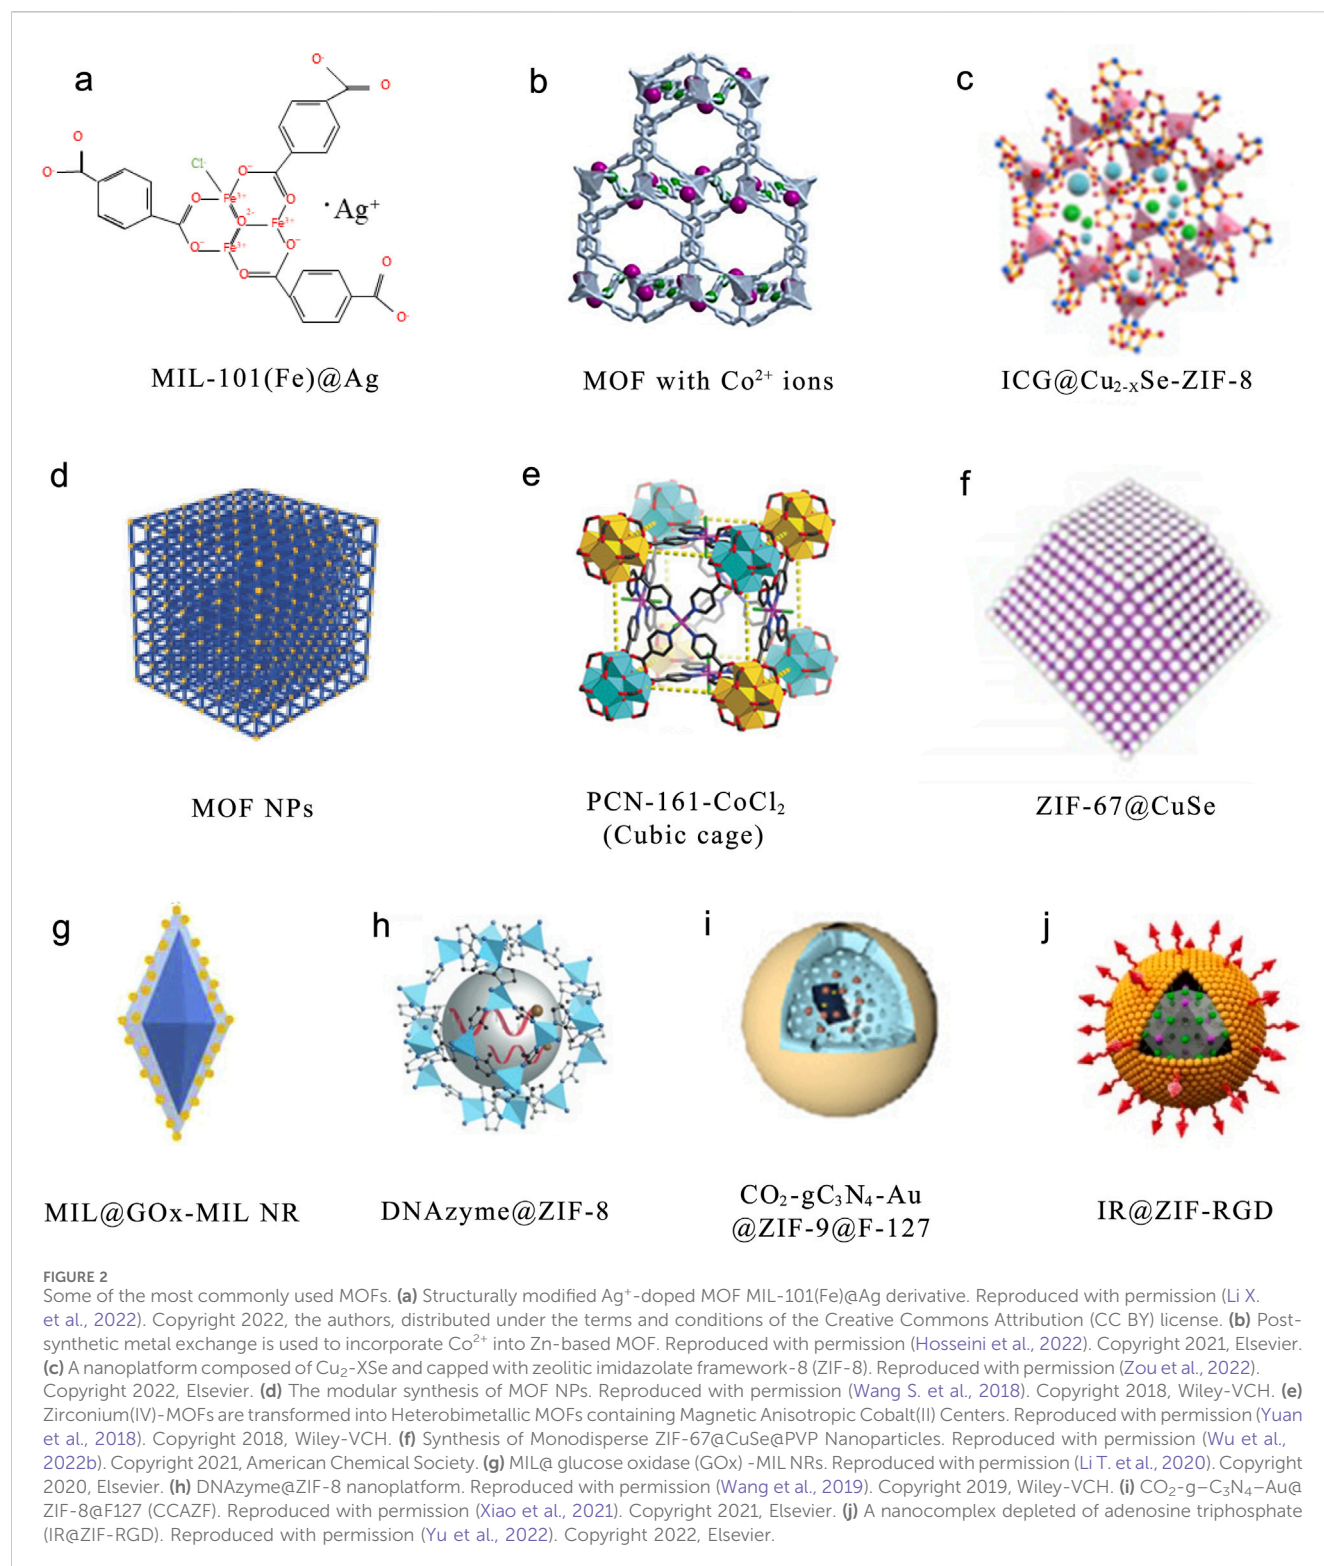 a
b
c
O⁻
O
O
O⁻
Cl⁻
O⁻
O
O
Fe³⁺
O²⁻
Fe³⁺
O⁻
Fe³⁺
O⁻
O
O
O⁻
·Ag⁺
MIL-101(Fe)@Ag
MOF with Co²⁺ ions
ICG@Cu₂₋ₓSe-ZIF-8
d
e
f
MOF NPs
PCN-161-CoCl₂
(Cubic cage)
ZIF-67@CuSe
g
h
i
j
MIL@GOx-MIL NR
DNAzyme@ZIF-8
CO₂-gC₃N₄-Au
@ZIF-9@F-127
IR@ZIF-RGD
FIGURE 2
Some of the most commonly used MOFs. (a) Structurally modified Ag⁺-doped MOF MIL-101(Fe)@Ag derivative. Reproduced with permission (Li X.
et al., 2022). Copyright 2022, the authors, distributed under the terms and conditions of the Creative Commons Attribution (CC BY) license. (b) Post-
synthetic metal exchange is used to incorporate Co²⁺ into Zn-based MOF. Reproduced with permission (Hosseini et al., 2022). Copyright 2021, Elsevier.
(c) A nanoplatform composed of Cu₂-XSe and capped with zeolitic imidazolate framework-8 (ZIF-8). Reproduced with permission (Zou et al., 2022).
Copyright 2022, Elsevier. (d) The modular synthesis of MOF NPs. Reproduced with permission (Wang S. et al., 2018). Copyright 2018, Wiley-VCH. (e)
Zirconium(IV)-MOFs are transformed into Heterobimetallic MOFs containing Magnetic Anisotropic Cobalt(II) Centers. Reproduced with permission (Yuan
et al., 2018). Copyright 2018, Wiley-VCH. (f) Synthesis of Monodisperse ZIF-67@CuSe@PVP Nanoparticles. Reproduced with permission (Wu et al.,
2022b). Copyright 2021, American Chemical Society. (g) MIL@ glucose oxidase (GOx) -MIL NRs. Reproduced with permission (Li T. et al., 2020). Copyright
2020, Elsevier. (h) DNAzyme@ZIF-8 nanoplatform. Reproduced with permission (Wang et al., 2019). Copyright 2019, Wiley-VCH. (i) CO₂-g–C₃N₄–Au@
ZIF-8@F127 (CCAZF). Reproduced with permission (Xiao et al., 2021). Copyright 2021, Elsevier. (j) A nanocomplex depleted of adenosine triphosphate
(IR@ZIF-RGD). Reproduced with permission (Yu et al., 2022). Copyright 2022, Elsevier.